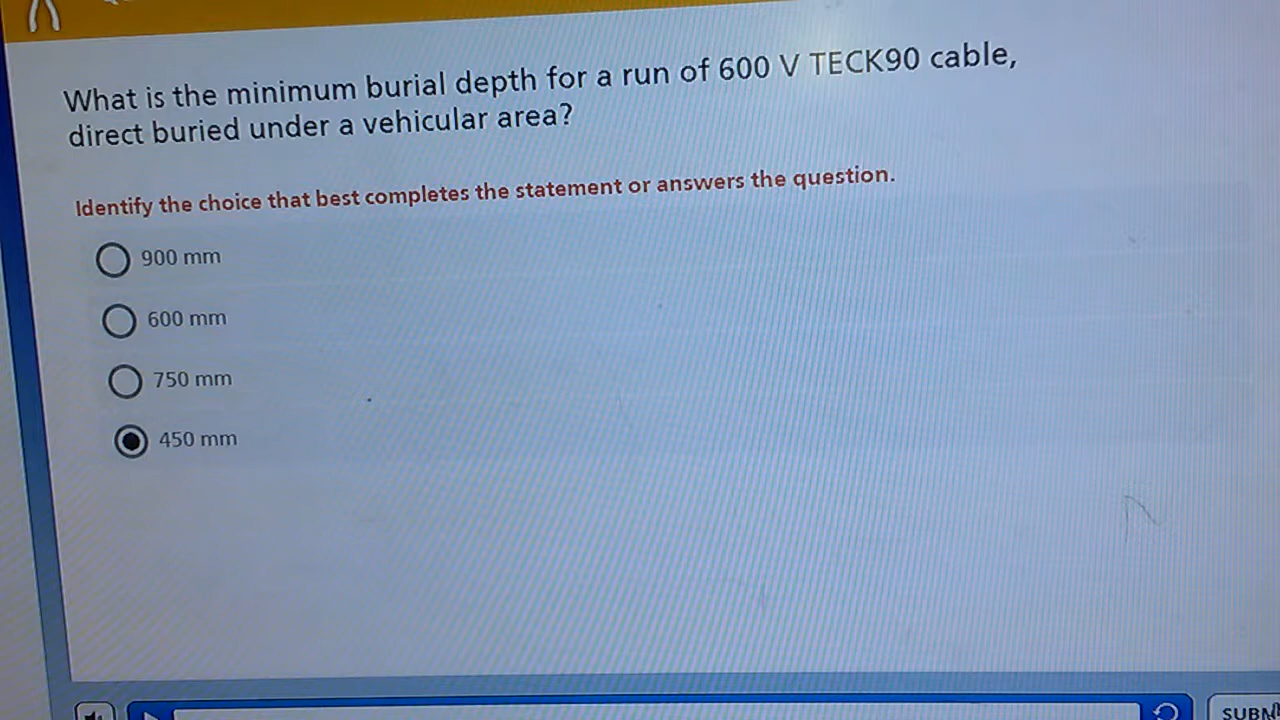 What is the minimum burial depth for a run of 600 V TECK90 cable,
direct buried under a vehicular area?
Identify the choice that best completes the statement or answers the question.
900 mm
600 mm
750 mm
450 mm